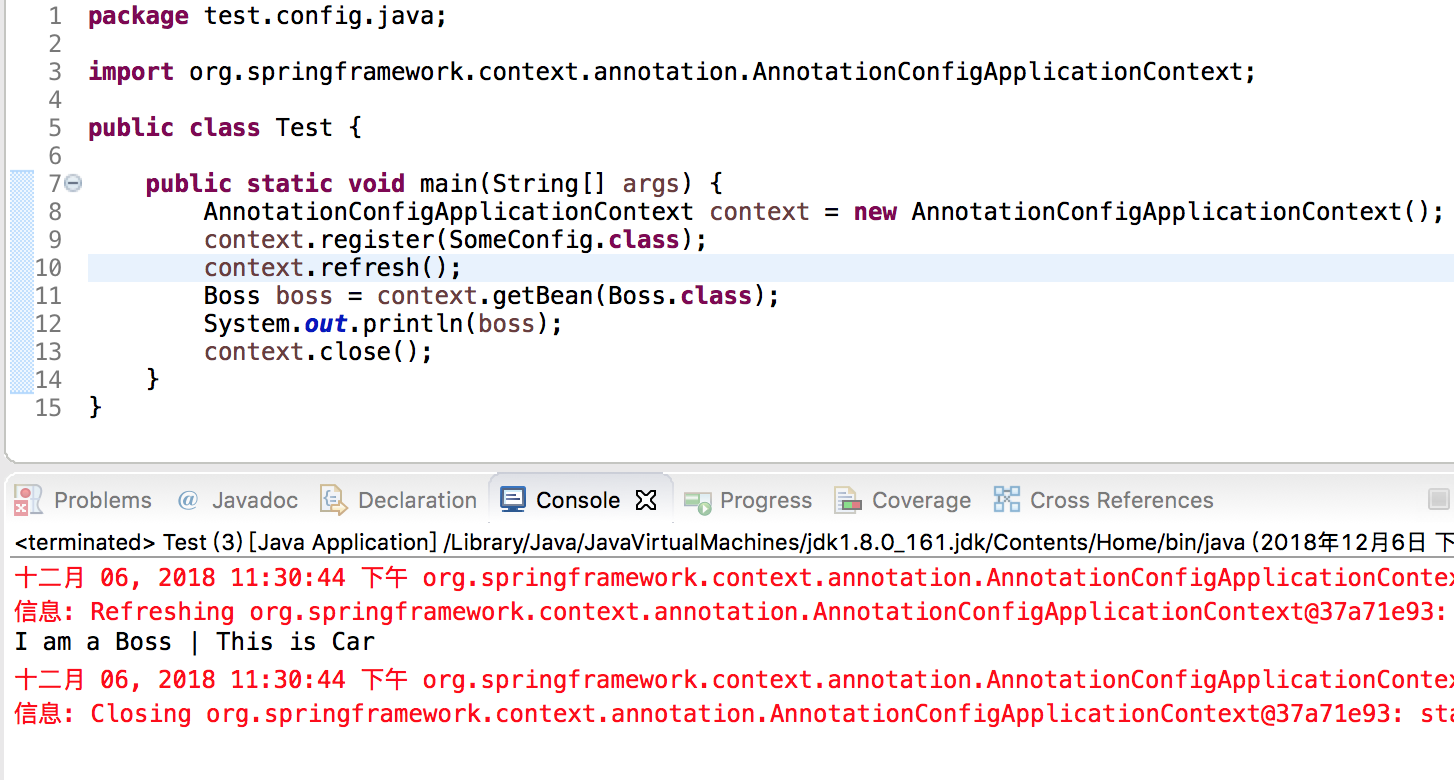 1 package test.config.java;
2
3 import org.springframework.context.annotation.AnnotationConfigApplicationContext;
4
5 public class Test {
6
7 public static void main(String[] args) {
8 AnnotationConfigApplicationContext context = new AnnotationConfigApplicationContext();
9 context.register(SomeConfig.class);
10 context.refresh();
11 Boss boss = context.getBean(Boss.class);
12 System.out.println(boss);
13 context.close();
14 }
15 }
Problems @ Javadoc Declaration Console Progress Coverage Cross References
<terminated> Test (3) [Java Application] /Library/Java/JavaVirtualMachines/jdk1.8.0_161.jdk/Contents/Home/bin/java (2018年12月6日 下
十二月 06, 2018 11:30:44 下午 org.springframework.context.annotation.AnnotationConfigApplicationContex
信息: Refreshing org.springframework.context.annotation.AnnotationConfigApplicationContext@37a71e93:
I am a Boss | This is Car
十二月 06, 2018 11:30:44 下午 org.springframework.context.annotation.AnnotationConfigApplicationContex
信息: Closing org.springframework.context.annotation.AnnotationConfigApplicationContext@37a71e93: sta